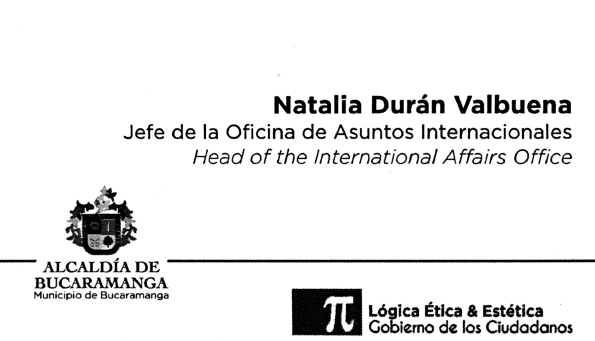 Natalia Durán Valbuena
Jefe de la Oficina de Asuntos Internacionales
Head of the International Affairs Office
ALCALDÍA DE
BUCARAMANGA
Municipio de Bucaramanga
π Lógica Ética & Estética
Gobierno de los Ciudadanos